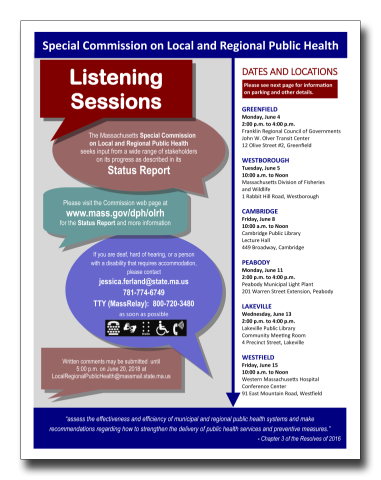 Special Commission on Local and Regional Public Health
Listening
Sessions
The Massachusetts Special Commission
on Local and Regional Public Health
seeks input from a wide range of stakeholders
on its progress as described in its
Status Report
Please visit the Commission web page at
www.mass.gov/dph/olrh
for the Status Report and more information
If you are deaf, hard of hearing, or a person
with a disability that requires accommodation,
please contact
jessica.ferland@state.ma.us
781-774-6749
TTY (MassRelay): 800-720-3480
as soon as possible
Written comments may be submitted until
5:00 p.m. on June 20, 2018 at
LocalRegionalPublicHealth@massmail.state.ma.us
DATES AND LOCATIONS
Please see next page for information
on parking and other details.
GREENFIELD
Monday, June 4
2:00 p.m. to 4:00 p.m.
Franklin Regional Council of Governments
John W. Olver Transit Center
12 Olive Street #2, Greenfield
WESTBOROUGH
Tuesday, June 5
10:00 a.m. to Noon
Massachusetts Division of Fisheries
and Wildlife
1 Rabbit Hill Road, Westborough
CAMBRIDGE
Friday, June 8
10:00 a.m. to Noon
Cambridge Public Library
Lecture Hall
449 Broadway, Cambridge
PEABODY
Monday, June 11
2:00 p.m. to 4:00 p.m.
Peabody Municipal Light Plant
201 Warren Street Extension, Peabody
LAKEVILLE
Wednesday, June 13
2:00 p.m. to 4:00 p.m.
Lakeville Public Library
Community Meeting Room
4 Precinct Street, Lakeville
WESTFIELD
Friday, June 15
10:00 a.m. to Noon
Western Massachusetts Hospital
Conference Center
91 East Mountain Road, Westfield
"assess the effectiveness and efficiency of municipal and regional public health systems and make
recommendations regarding how to strengthen the delivery of public health services and preventive measures."
- Chapter 3 of the Resolves of 2016